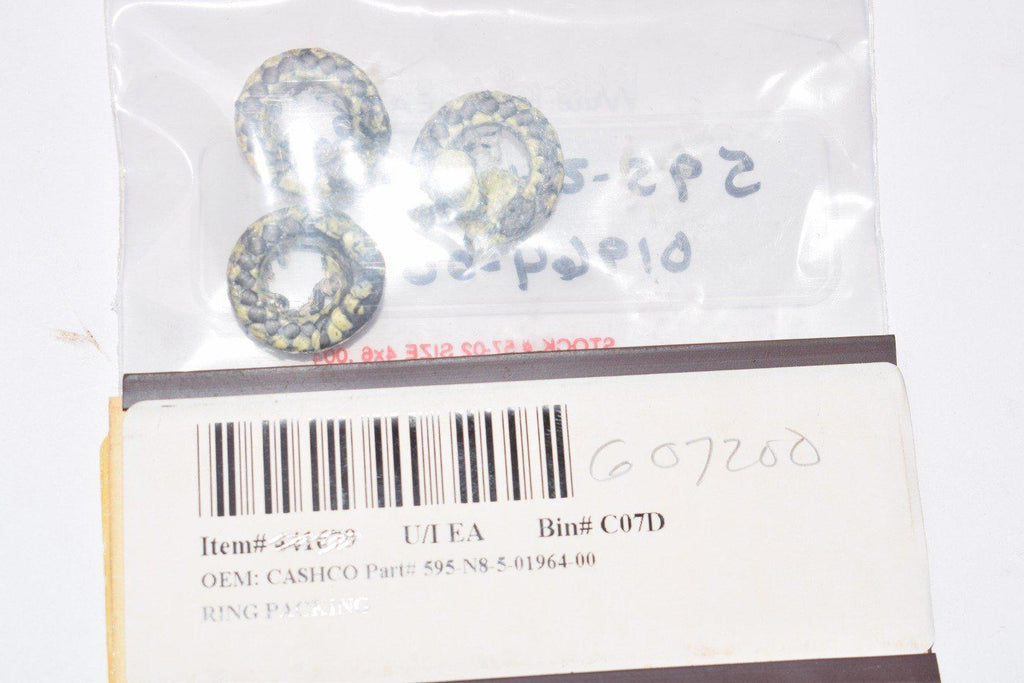 595-
01964-
STOCK # 57-02 SIZE 4x6 .00
607200
Item# U/I EA Bin# C07D
OEM: CASHCO Part# 595-N8-5-01964-00
RING PACKING